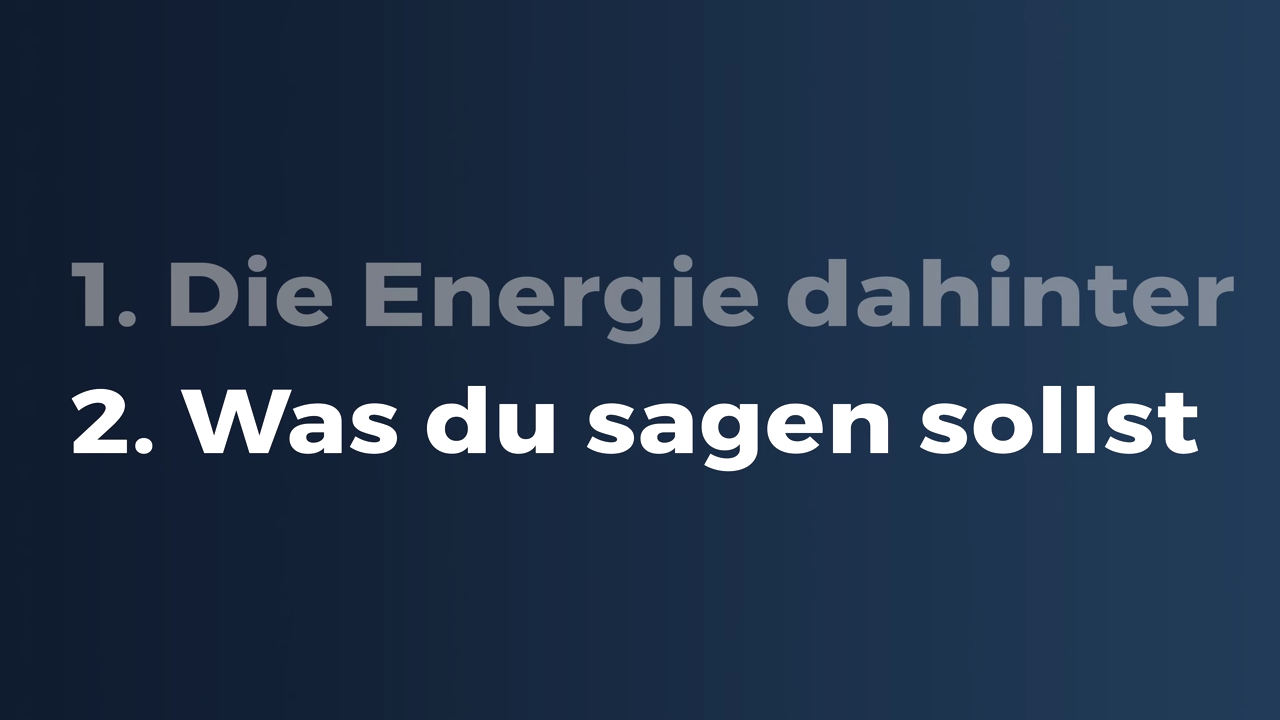 1. Die Energie dahinter
2. Was du sagen sollst